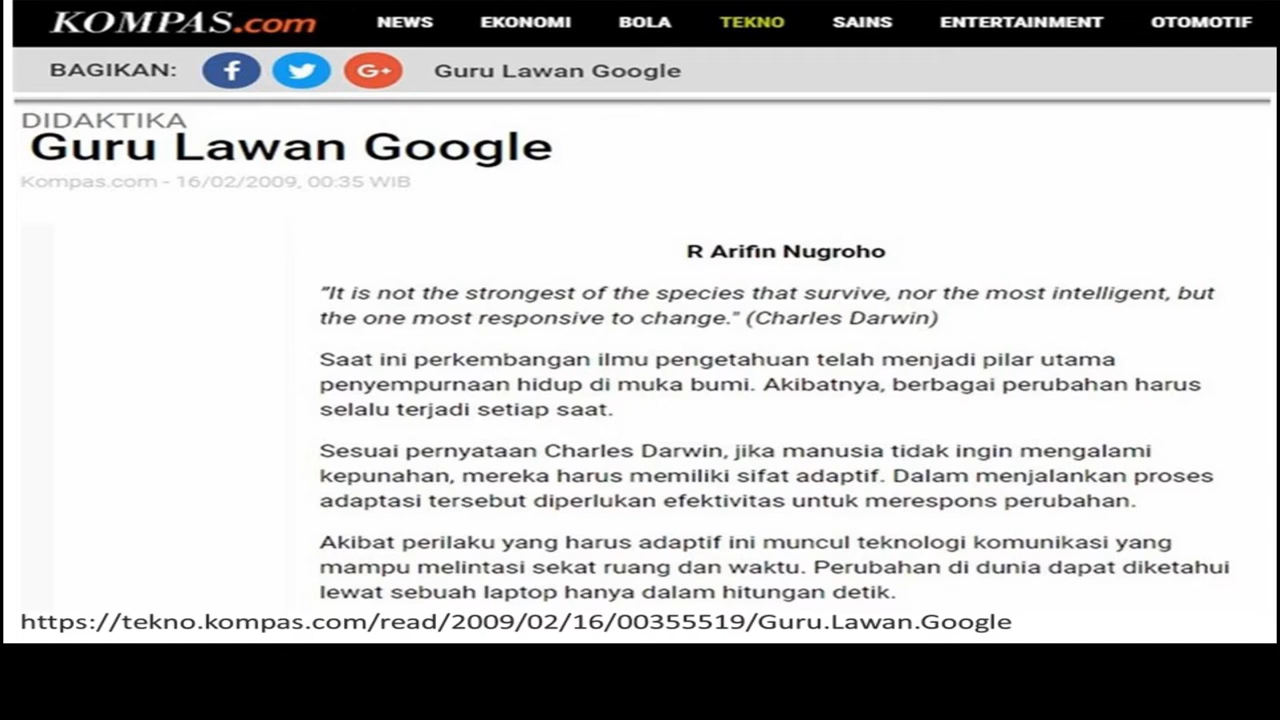 KOMPAS.com NEWS EKONOMI BOLA TEKNO SAINS ENTERTAINMENT OTOMOTIF
BAGIKAN: f G+ Guru Lawan Google
DIDAKTIKA
Guru Lawan Google
Kompas.com - 16/02/2009, 00:35 WIB
R Arifin Nugroho
"It is not the strongest of the species that survive, nor the most intelligent, but
the one most responsive to change." (Charles Darwin)
Saat ini perkembangan ilmu pengetahuan telah menjadi pilar utama
penyempurnaan hidup di muka bumi. Akibatnya, berbagai perubahan harus
selalu terjadi setiap saat.
Sesuai pernyataan Charles Darwin, jika manusia tidak ingin mengalami
kepunahan, mereka harus memiliki sifat adaptif. Dalam menjalankan proses
adaptasi tersebut diperlukan efektivitas untuk merespons perubahan.
Akibat perilaku yang harus adaptif ini muncul teknologi komunikasi yang
mampu melintasi sekat ruang dan waktu. Perubahan di dunia dapat diketahui
lewat sebuah laptop hanya dalam hitungan detik.
https://tekno.kompas.com/read/2009/02/16/00355519/Guru.Lawan.Google